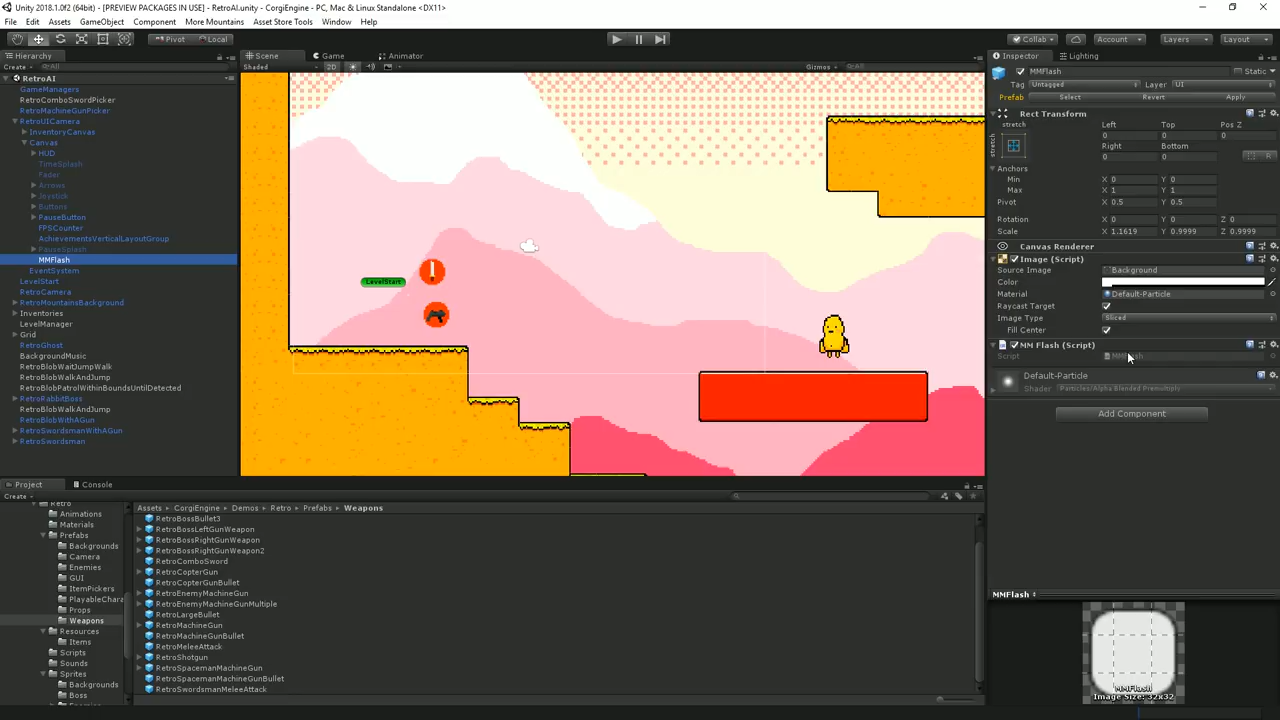 Unity 2018.1.0f2 (64bit) - [PREVIEW PACKAGES IN USE] - RetroAI.unity - CorgiEngine - PC, Mac & Linux Standalone <DX11>
File Edit Assets GameObject Component More Mountains Asset Store Tools Window Help
Pivot Local Collab Account Layers Layout
Hierarchy
Create All
RetroAI
GameManagers
RetroComboSwordPicker
RetroMachineGunPicker
RetroUICamera
InventoryCanvas
Canvas
HUD
TimeSplash
Fader
Arrows
Joystick
Buttons
PauseButton
FPSCounter
AchievementsVerticalLayoutGroup
PauseSplash
MMFlash
EventSystem
LevelStart
RetroCamera
RetroMountainsBackground
Inventories
LevelManager
Grid
RetroGhost
BackgroundMusic
RetroBlobWaitJumpWalk
RetroBlobWalkAndJump
RetroBlobPatrolWithinBoundsUntilDetected
RetroRabbitBoss
RetroBlobWalkAndJump
RetroBlobWithAGun
RetroSwordsmanWithAGun
RetroSwordsman
Scene Game Animator
Shaded 2D Gizmos All
LevelStart
Inspector Lighting
MMFlash Static
Tag Untagged Layer UI
Prefab Select Revert Apply
Rect Transform
stretch Left Top Pos Z
stretch
0 0 0
Right Bottom
0 0 R
Anchors
Min X 0 Y 0
Max X 1 Y 1
Pivot X 0.5 Y 0.5
Rotation X 0 Y 0 Z 0
Scale X 1.1619 Y 0.9999 Z 0.9999
Canvas Renderer
Image (Script)
Source Image Background
Color
Material Default-Particle
Raycast Target
Image Type Sliced
Fill Center
MM Flash (Script)
Script MMFlash
Default-Particle
Shader Particles/Alpha Blended Premultiply
Add Component
Project Console
Create
Retro
Animations
Materials
Prefabs
Backgrounds
Camera
Enemies
GUI
ItemPickers
PlayableChara
Props
Weapons
Resources
Items
Scripts
Sounds
Sprites
Backgrounds
Boss
Assets Corgi​Engine Demos Retro Prefabs Weapons
RetroBossBullet3
RetroBossLeftGunWeapon
RetroBossRightGunWeapon
RetroBossRightGunWeapon2
RetroComboSword
RetroCopterGun
RetroCopterGunBullet
RetroEnemyMachineGun
RetroEnemyMachineGunMultiple
RetroLargeBullet
RetroMachineGun
RetroMachineGunBullet
RetroMeleeAttack
RetroShotgun
RetroSpacemanMachineGun
RetroSpacemanMachineGunBullet
RetroSwordsmanMeleeAttack
MMFlash
MMFlash
Image Size: 32x32